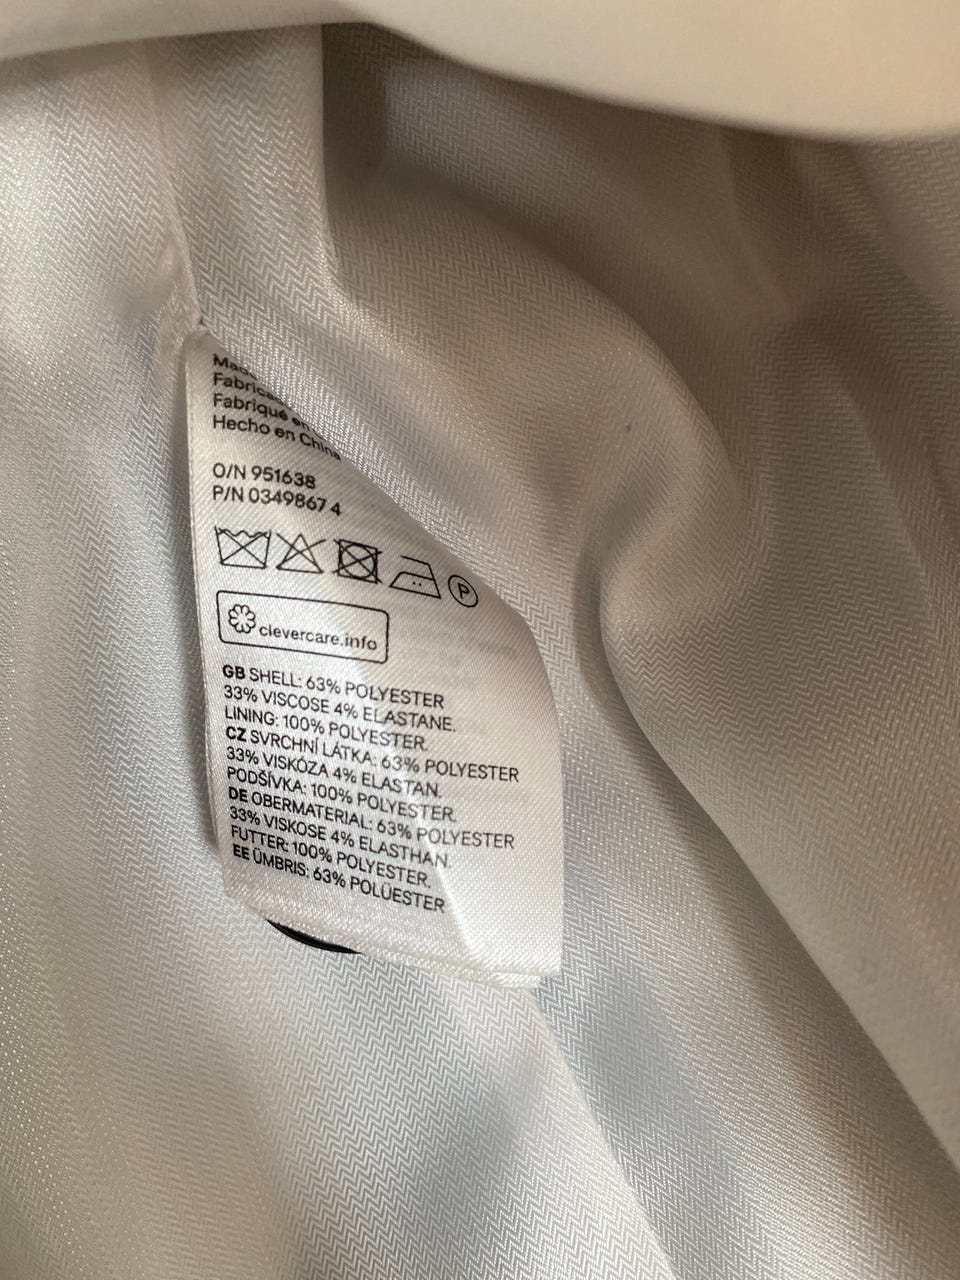 Fabriqué en
Hecho en China
O/N 951638
P/N 0349867 4
P
clevercare.info
GB SHELL: 63% POLYESTER
33% VISCOSE 4% ELASTANE.
LINING: 100% POLYESTER.
CZ SVRCHNÍ LÁTKA: 63% POLYESTER
33% VISKÓZA 4% ELASTAN.
PODŠÍVKA: 100% POLYESTER.
DE OBERMATERIAL: 63% POLYESTER
33% VISKOSE 4% ELASTHAN.
FUTTER: 100% POLYESTER.
EE ÜMBRIS: 63% POLÜESTER